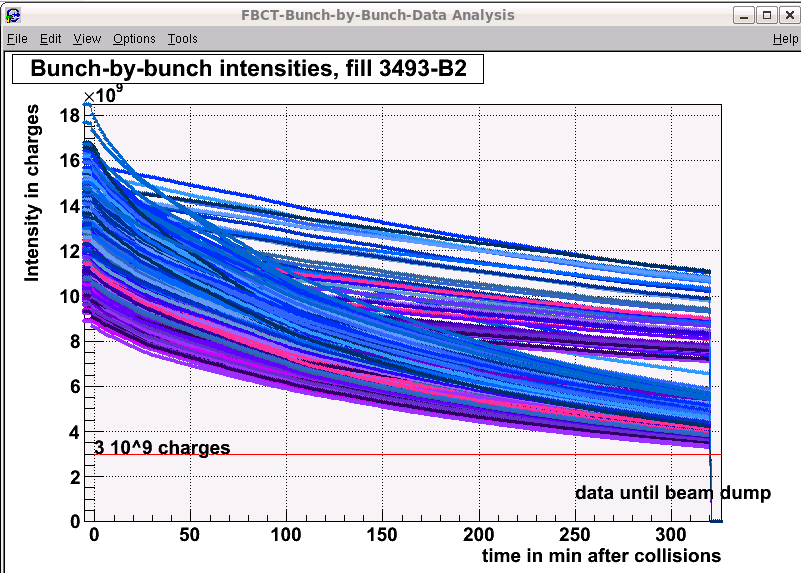 FBCT-Bunch-by-Bunch-Data Analysis
File Edit View Options Tools Help
Bunch-by-bunch intensities, fill 3493-B2
×10^9
Intensity in charges
18
16
14
12
10
8
6
4
2
0
3 10^9 charges
data until beam dump
0 50 100 150 200 250 300
time in min after collisions